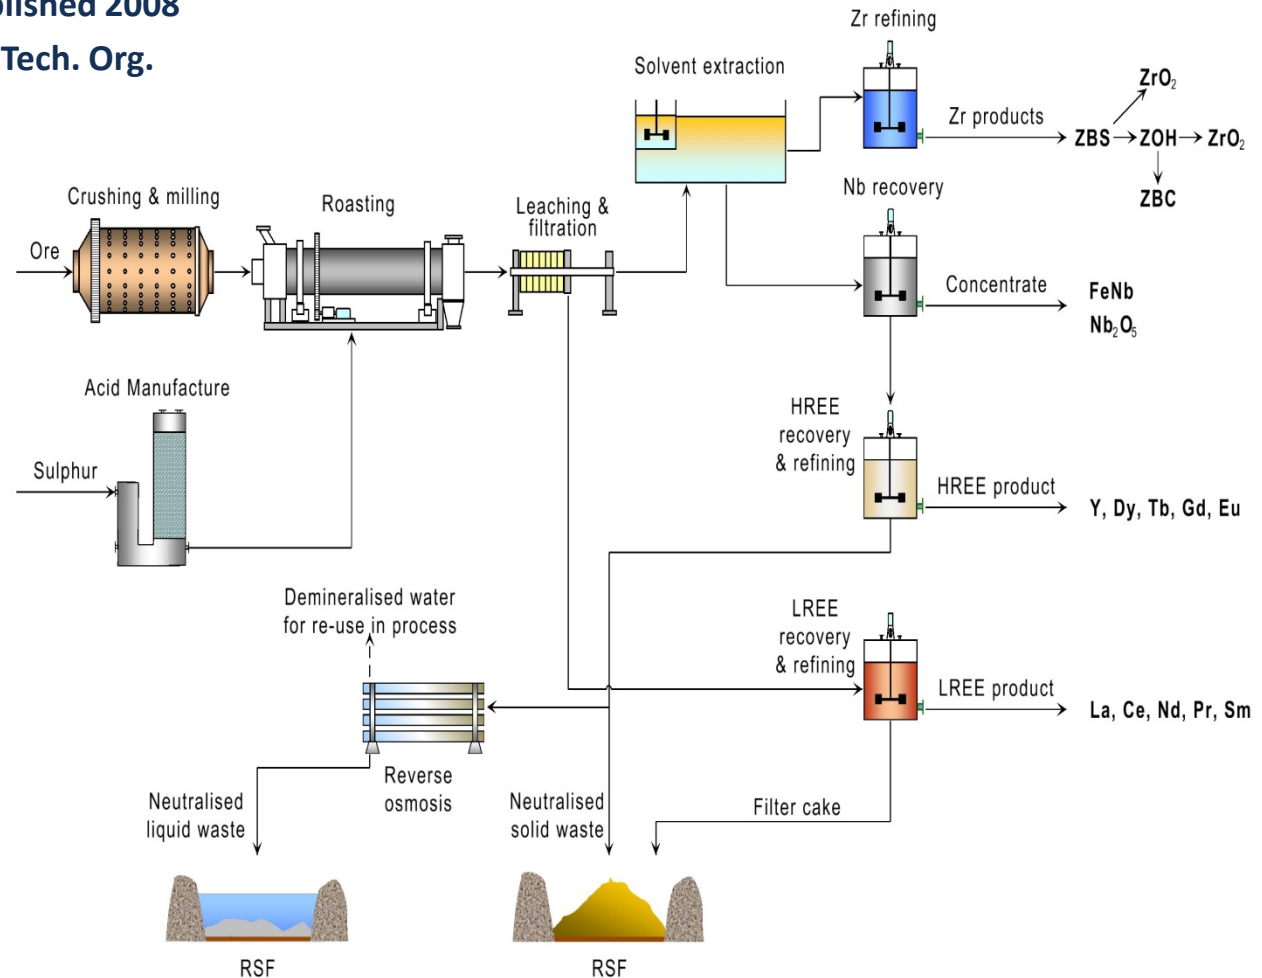 blished 2008
Tech. Org.
Zr refining
Solvent extraction
ZrO₂
Zr products
ZBS
ZOH
ZrO₂
ZBC
Crushing & milling
Roasting
Leaching &
filtration
Nb recovery
Ore
Concentrate
FeNb
Nb₂O₅
Acid Manufacture
HREE
recovery
& refining
Sulphur
HREE product
Y, Dy, Tb, Gd, Eu
Demineralised water
for re-use in process
LREE
recovery
& refining
LREE product
La, Ce, Nd, Pr, Sm
Reverse
osmosis
Neutralised
liquid waste
Neutralised
solid waste
Filter cake
RSF
RSF